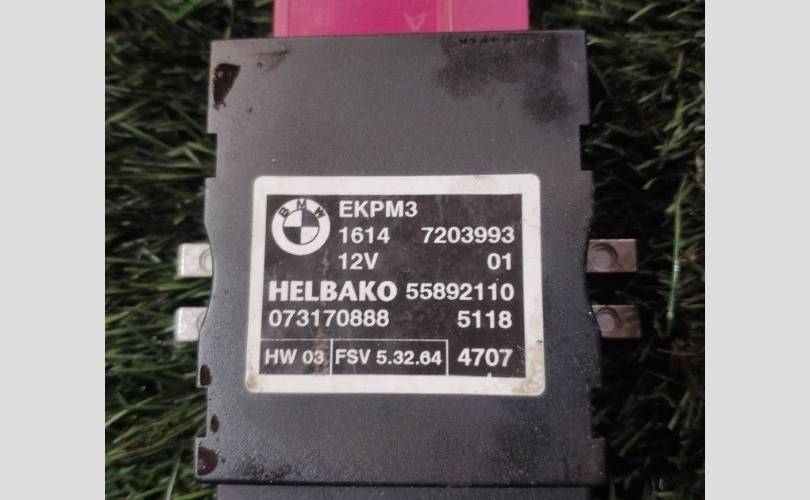 BMW
EKPM3
1614 7203993
12V 01
HELBAKO 55892110
073170888 5118
HW 03 FSV 5.32.64 4707